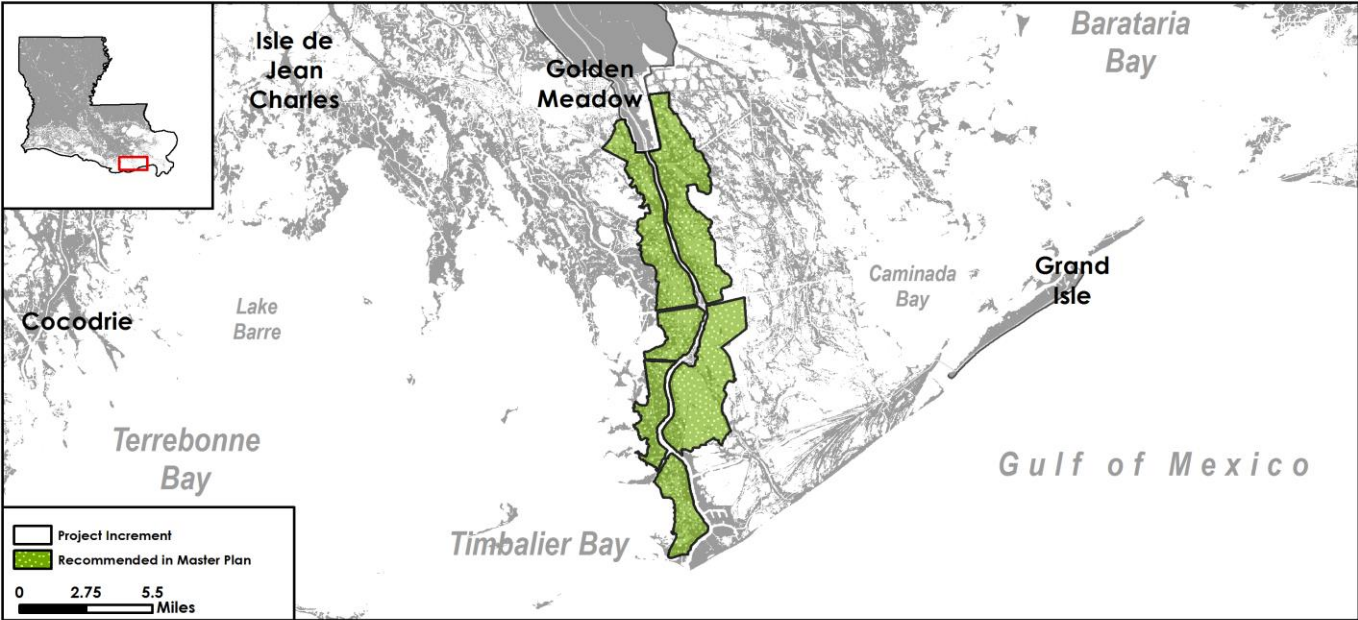 Isle de
Jean
Charles
Golden
Meadow
Barataria
Bay
Caminada
Bay
Grand
Isle
Lake
Barre
Cocodrie
Terrebonne
Bay
Gulf of Mexico
Timbalier Bay
Project Increment
Recommended in Master Plan
0 2.75 5.5
Miles